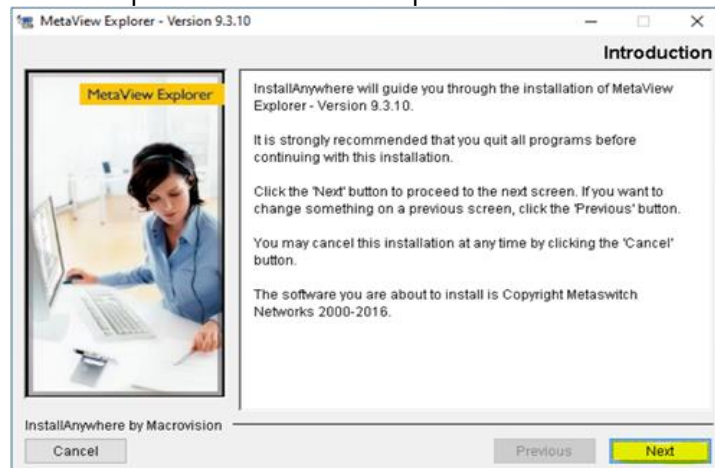 MetaView Explorer - Version 9.3.10
Introduction
MetaView Explorer
InstallAnywhere will guide you through the installation of MetaView
Explorer - Version 9.3.10.
It is strongly recommended that you quit all programs before
continuing with this installation.
Click the 'Next' button to proceed to the next screen. If you want to
change something on a previous screen, click the 'Previous' button.
You may cancel this installation at any time by clicking the 'Cancel'
button.
The software you are about to install is Copyright Metaswitch
Networks 2000-2016.
InstallAnywhere by Macrovision
Cancel
Previous
Next